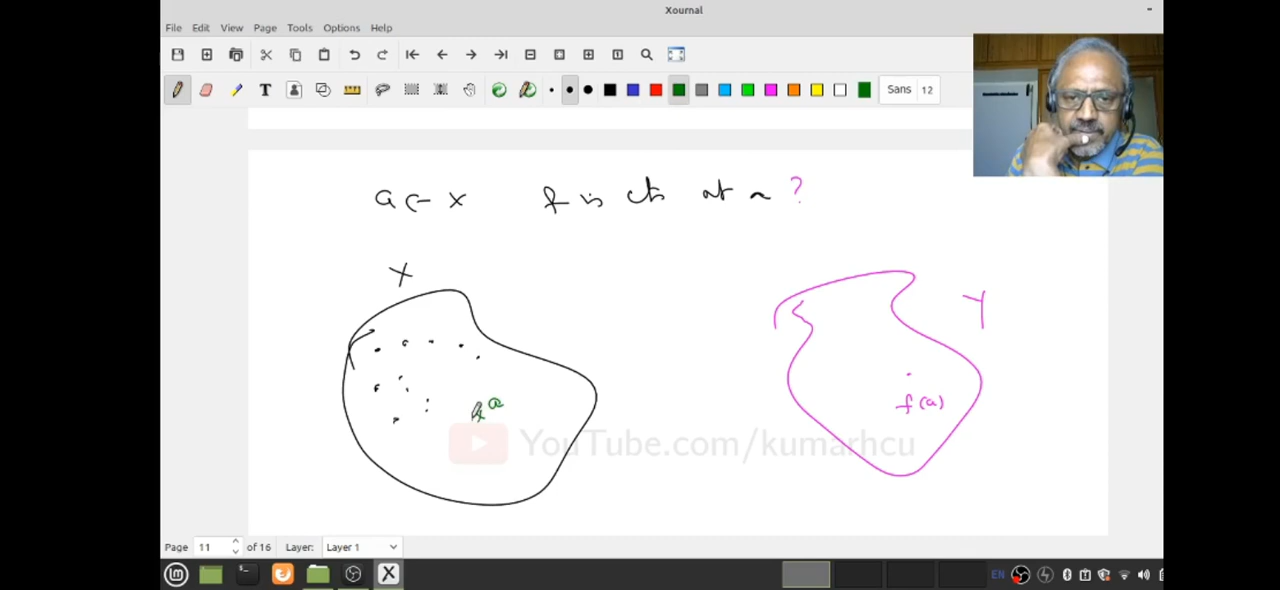 Xournal
File Edit View Page Tools Options Help
Sans 12
a ∈ X f is cts at a ?
X
Y
a
f(a)
YouTube.com/kumarhcu
Page 11 of 16 Layer: Layer 1
EN